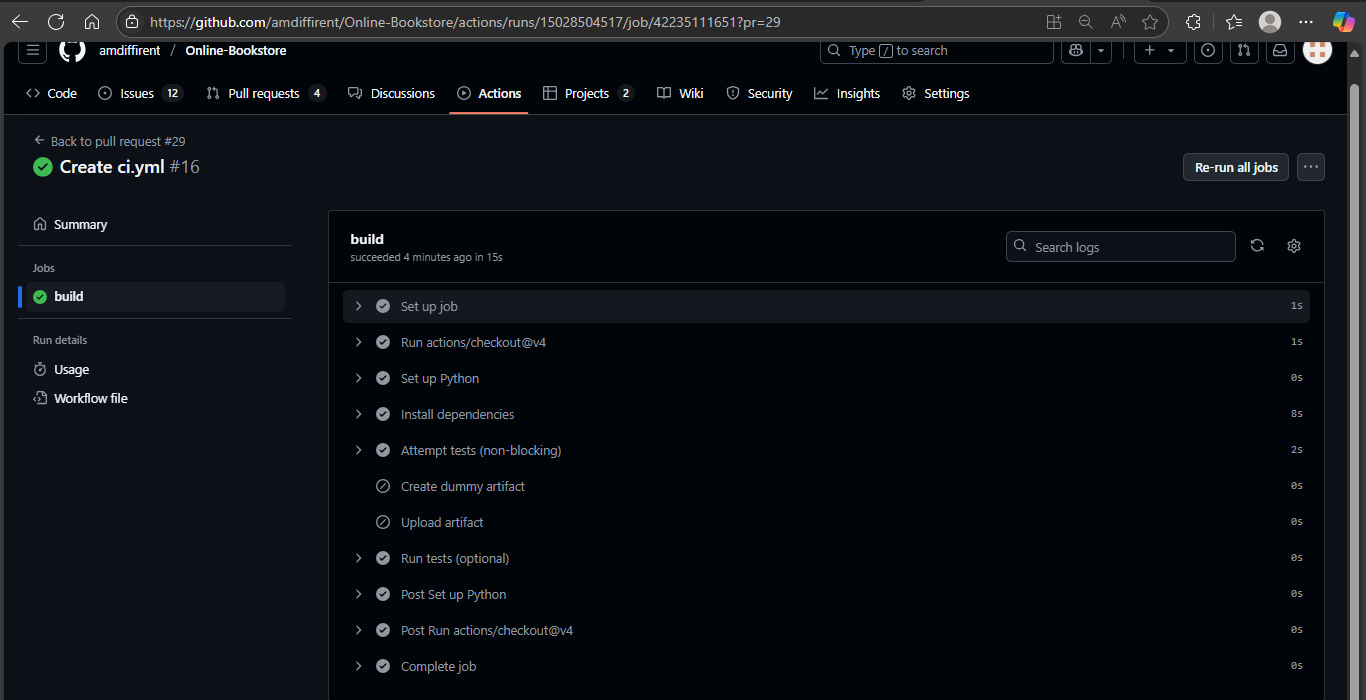 https://github.com/amdiffirent/Online-Bookstore/actions/runs/15028504517/job/42235111651?pr=29
amdiffirent / Online-Bookstore
Type / to search
Code
Issues 12
Pull requests 4
Discussions
Actions
Projects 2
Wiki
Security
Insights
Settings
Back to pull request #29
Create ci.yml #16
Re-run all jobs
Summary
Jobs
build
Run details
Usage
Workflow file
build
succeeded 4 minutes ago in 15s
Search logs
Set up job 1s
Run actions/checkout@v4 1s
Set up Python 0s
Install dependencies 8s
Attempt tests (non-blocking) 2s
Create dummy artifact 0s
Upload artifact 0s
Run tests (optional) 0s
Post Set up Python 0s
Post Run actions/checkout@v4 0s
Complete job 0s